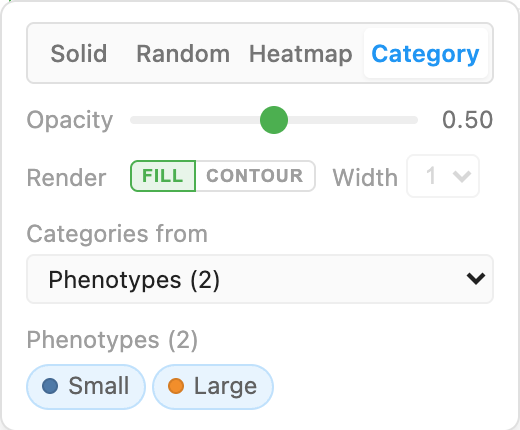 Solid Random Heatmap Category
Opacity 0.50
Render FILL CONTOUR Width 1
Categories from
Phenotypes (2)
Phenotypes (2)
Small Large